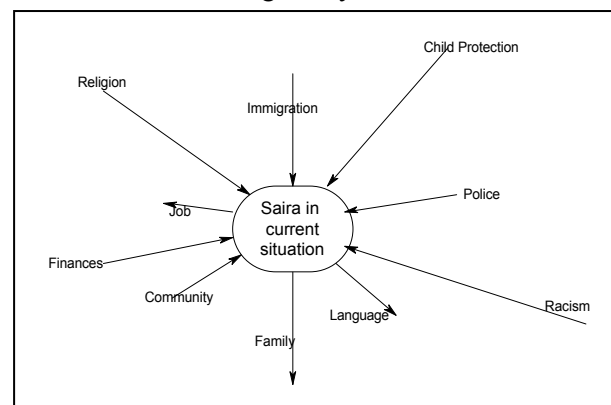 Child Protection
Religion
Immigration
Police
Job
Saira in
current
situation
Finances
Community
Racism
Language
Family